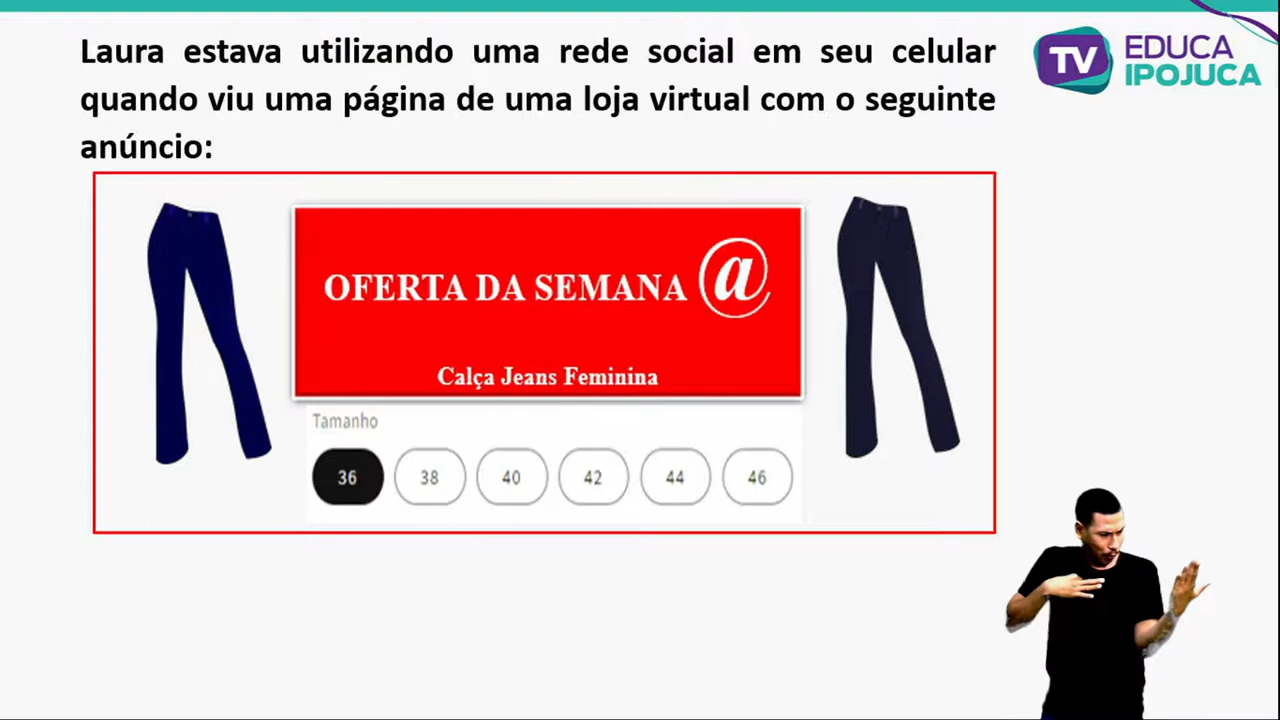 Laura estava utilizando uma rede social em seu celular
quando viu uma página de uma loja virtual com o seguinte
anúncio:
TV EDUCA
IPOJUCA
OFERTA DA SEMANA @
Calça Jeans Feminina
Tamanho
36 38 40 42 44 46